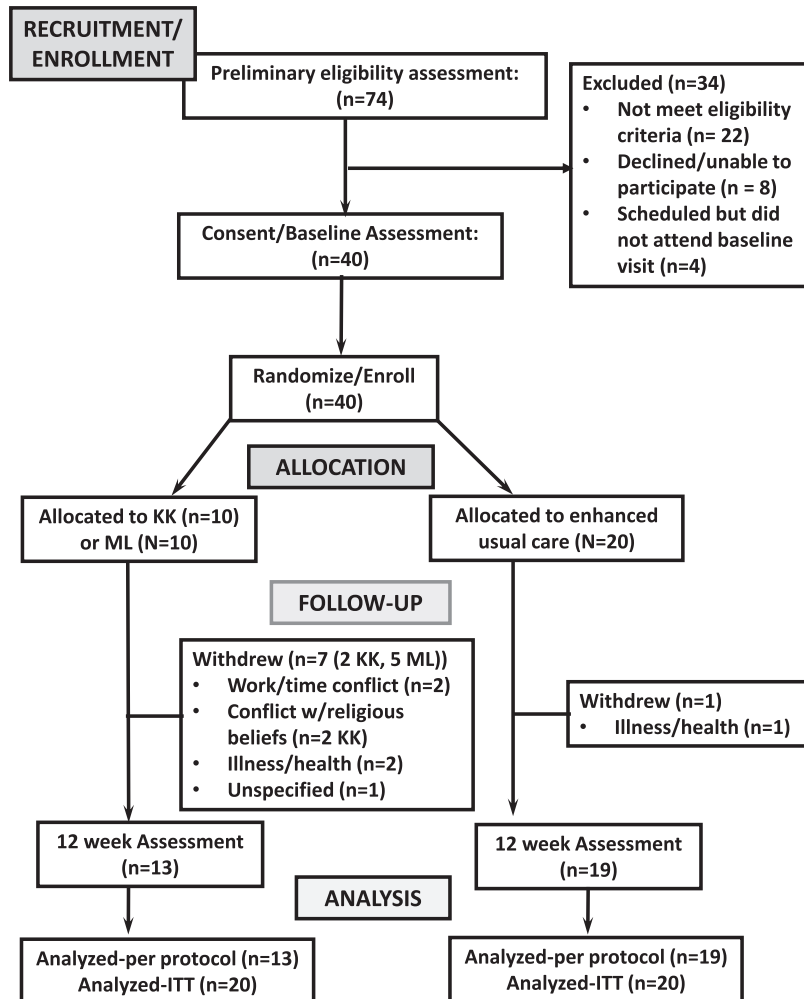 RECRUITMENT/
ENROLLMENT
Preliminary eligibility assessment:
(n=74)
Excluded (n=34)
• Not meet eligibility
criteria (n= 22)
• Declined/unable to
participate (n = 8)
• Scheduled but did
not attend baseline
visit (n=4)
Consent/Baseline Assessment:
(n=40)
Randomize/Enroll
(n=40)
ALLOCATION
Allocated to KK (n=10)
or ML (N=10)
Allocated to enhanced
usual care (N=20)
FOLLOW-UP
Withdrew (n=7 (2 KK, 5 ML))
• Work/time conflict (n=2)
• Conflict w/religious
beliefs (n=2 KK)
• Illness/health (n=2)
• Unspecified (n=1)
Withdrew (n=1)
• Illness/health (n=1)
12 week Assessment
(n=13)
12 week Assessment
(n=19)
ANALYSIS
Analyzed-per protocol (n=13)
Analyzed-ITT (n=20)
Analyzed-per protocol (n=19)
Analyzed-ITT (n=20)